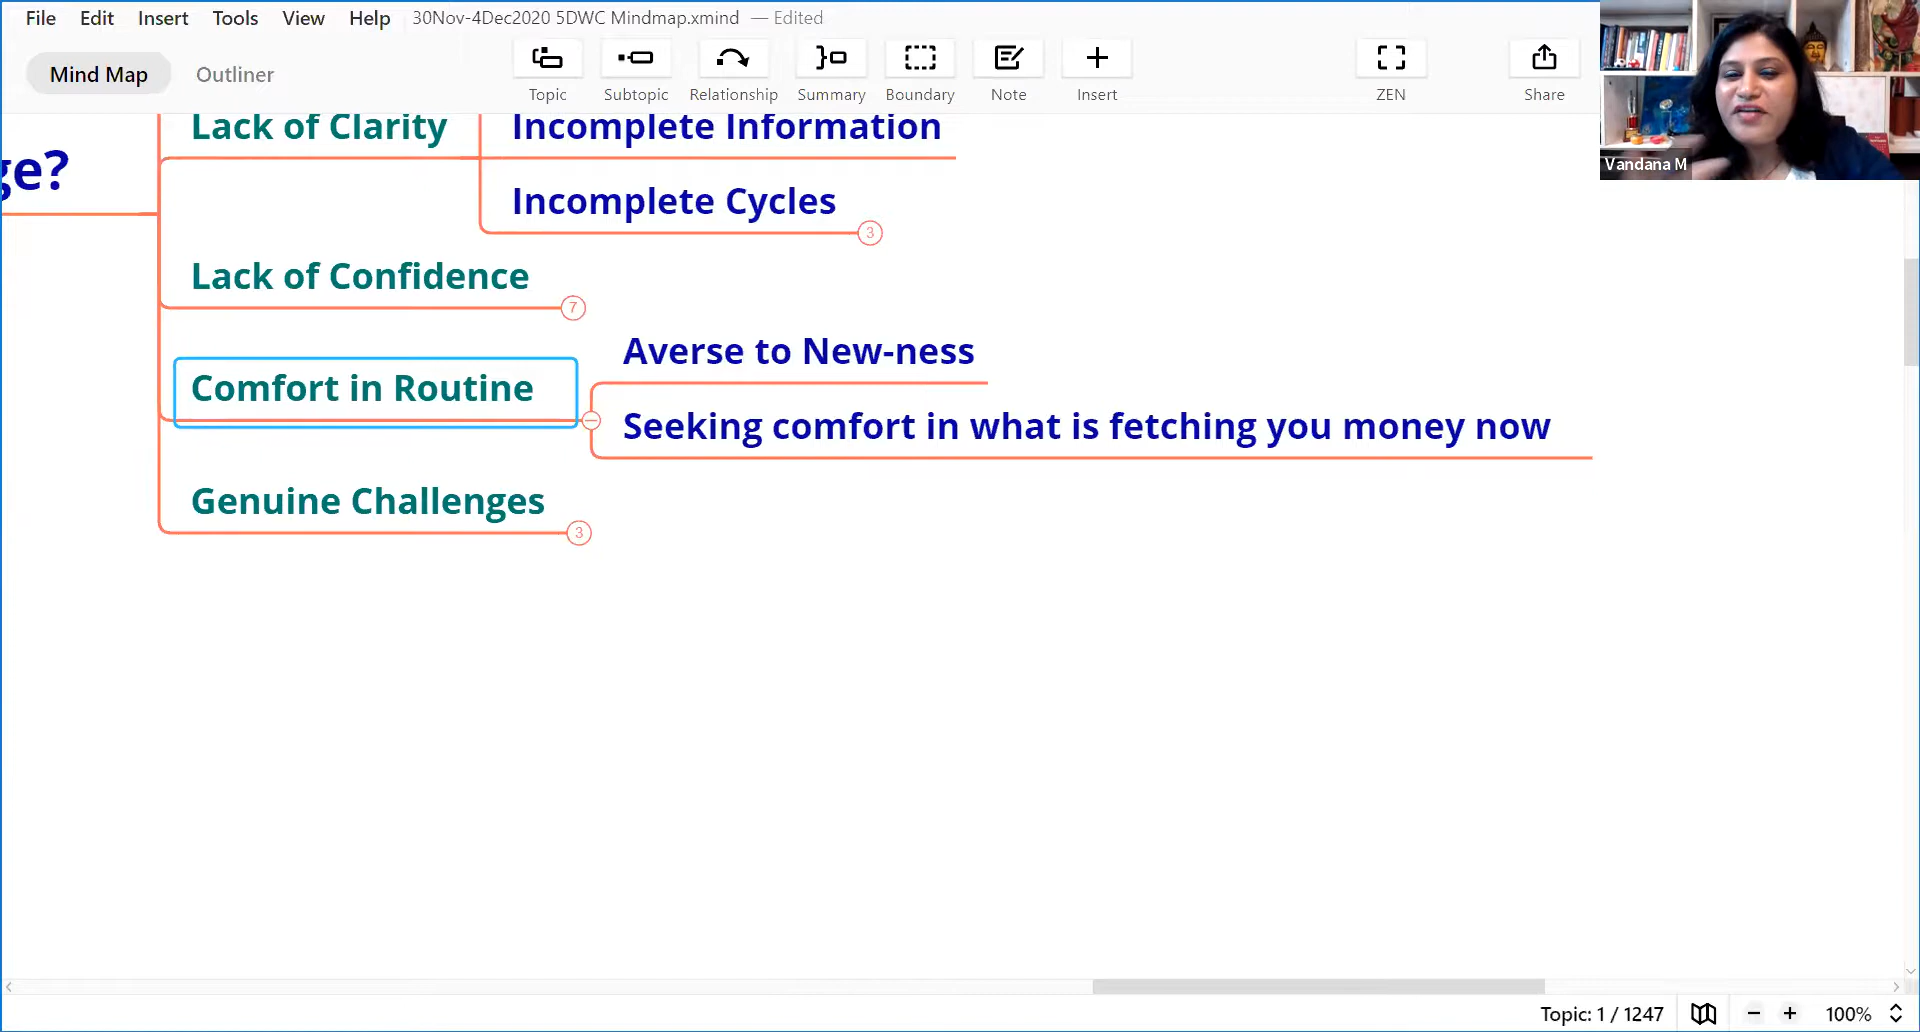 File Edit Insert Tools View Help 30Nov-4Dec2020 5DWC Mindmap.xmind — Edited
Mind Map Outliner
Topic Subtopic Relationship Summary Boundary Note Insert ZEN Share
Vandana M
ge?
Lack of Clarity
Incomplete Information
Incomplete Cycles
3
Lack of Confidence
7
Comfort in Routine
Averse to New-ness
Seeking comfort in what is fetching you money now
Genuine Challenges
3
Topic: 1 / 1247
100%